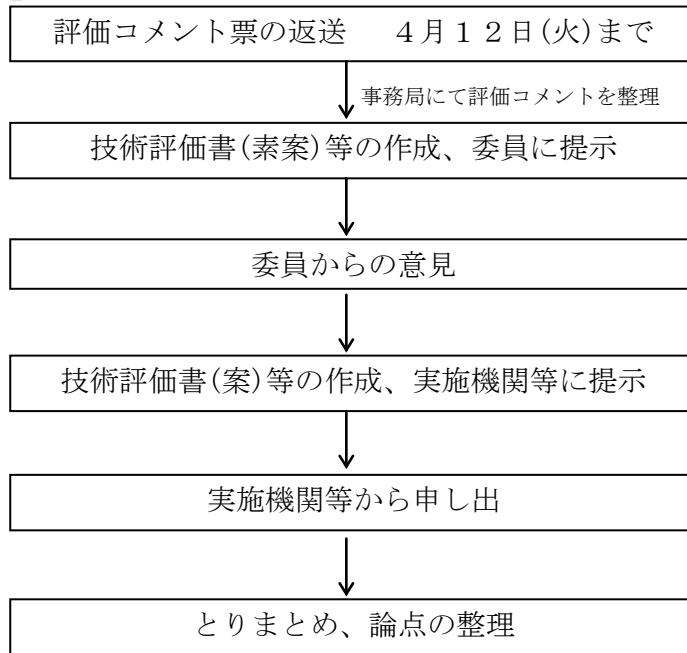 評価コメント票の返送　４月１２日(火)まで
事務局にて評価コメントを整理
技術評価書(素案)等の作成、委員に提示
委員からの意見
技術評価書(案)等の作成、実施機関等に提示
実施機関等から申し出
とりまとめ、論点の整理